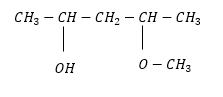 CH₃ − CH − CH₂ − CH − CH₃
OH
O − CH₃